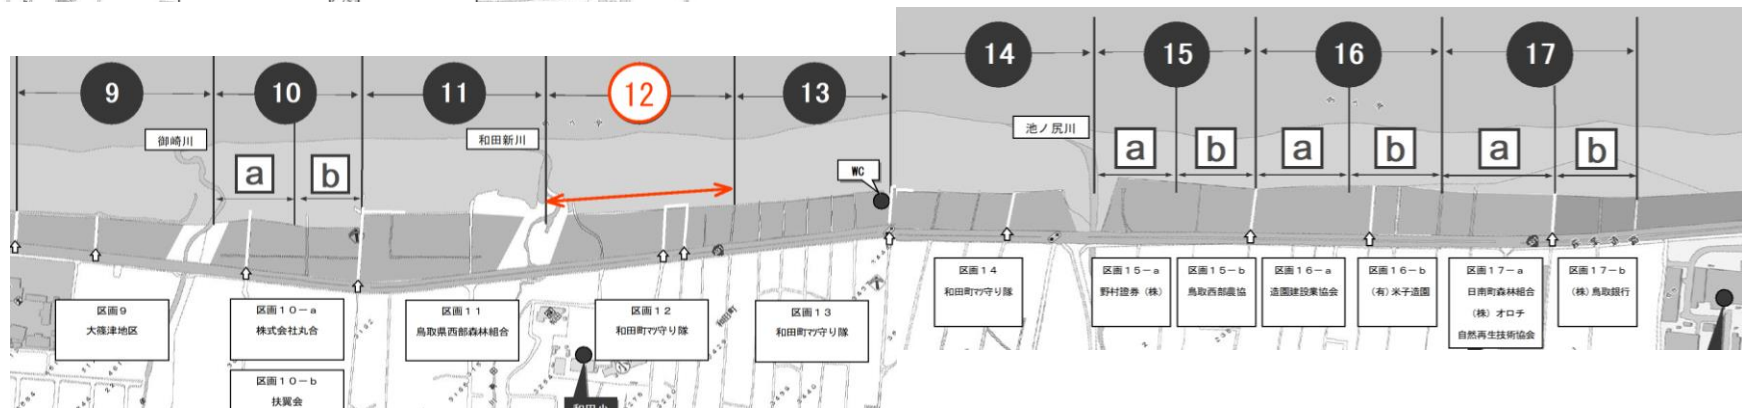 9
10
11
12
13
14
15
16
17
御崎川
和田新川
池ノ尻川
a
b
a
b
a
b
a
b
WC
区画9
大篠津地区
区画10-a
株式会社丸合
区画10-b
扶翼会
区画11
鳥取県西部森林組合
区画12
和田町マツ守り隊
区画13
和田町マツ守り隊
区画14
和田町マツ守り隊
区画15-a
野村證券（株）
区画15-b
鳥取西部農協
区画16-a
造園建設業協会
区画16-b
（有）米子造園
区画17-a
日南町森林組合
（株）オロチ
自然再生技術協会
区画17-b
（株）鳥取銀行